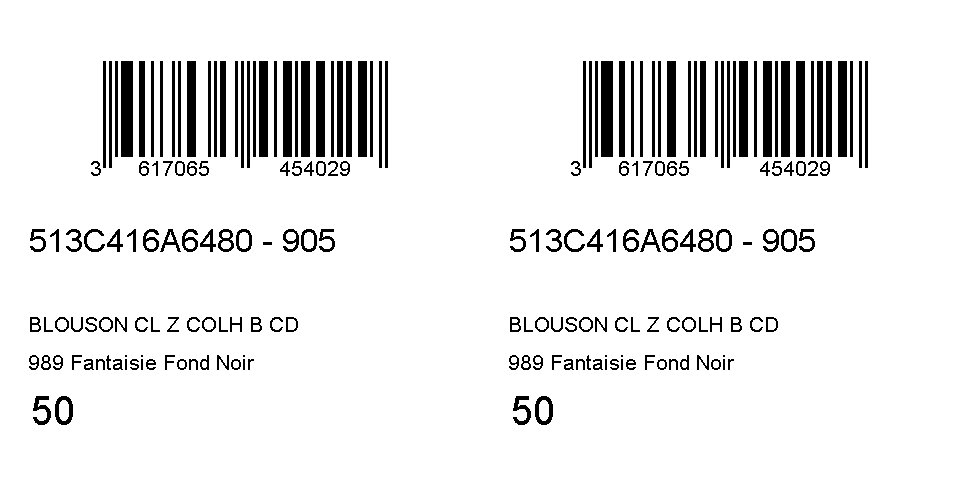 3 617065 454029
513C416A6480 - 905
BLOUSON CL Z COLH B CD
989 Fantaisie Fond Noir
50
3 617065 454029
513C416A6480 - 905
BLOUSON CL Z COLH B CD
989 Fantaisie Fond Noir
50